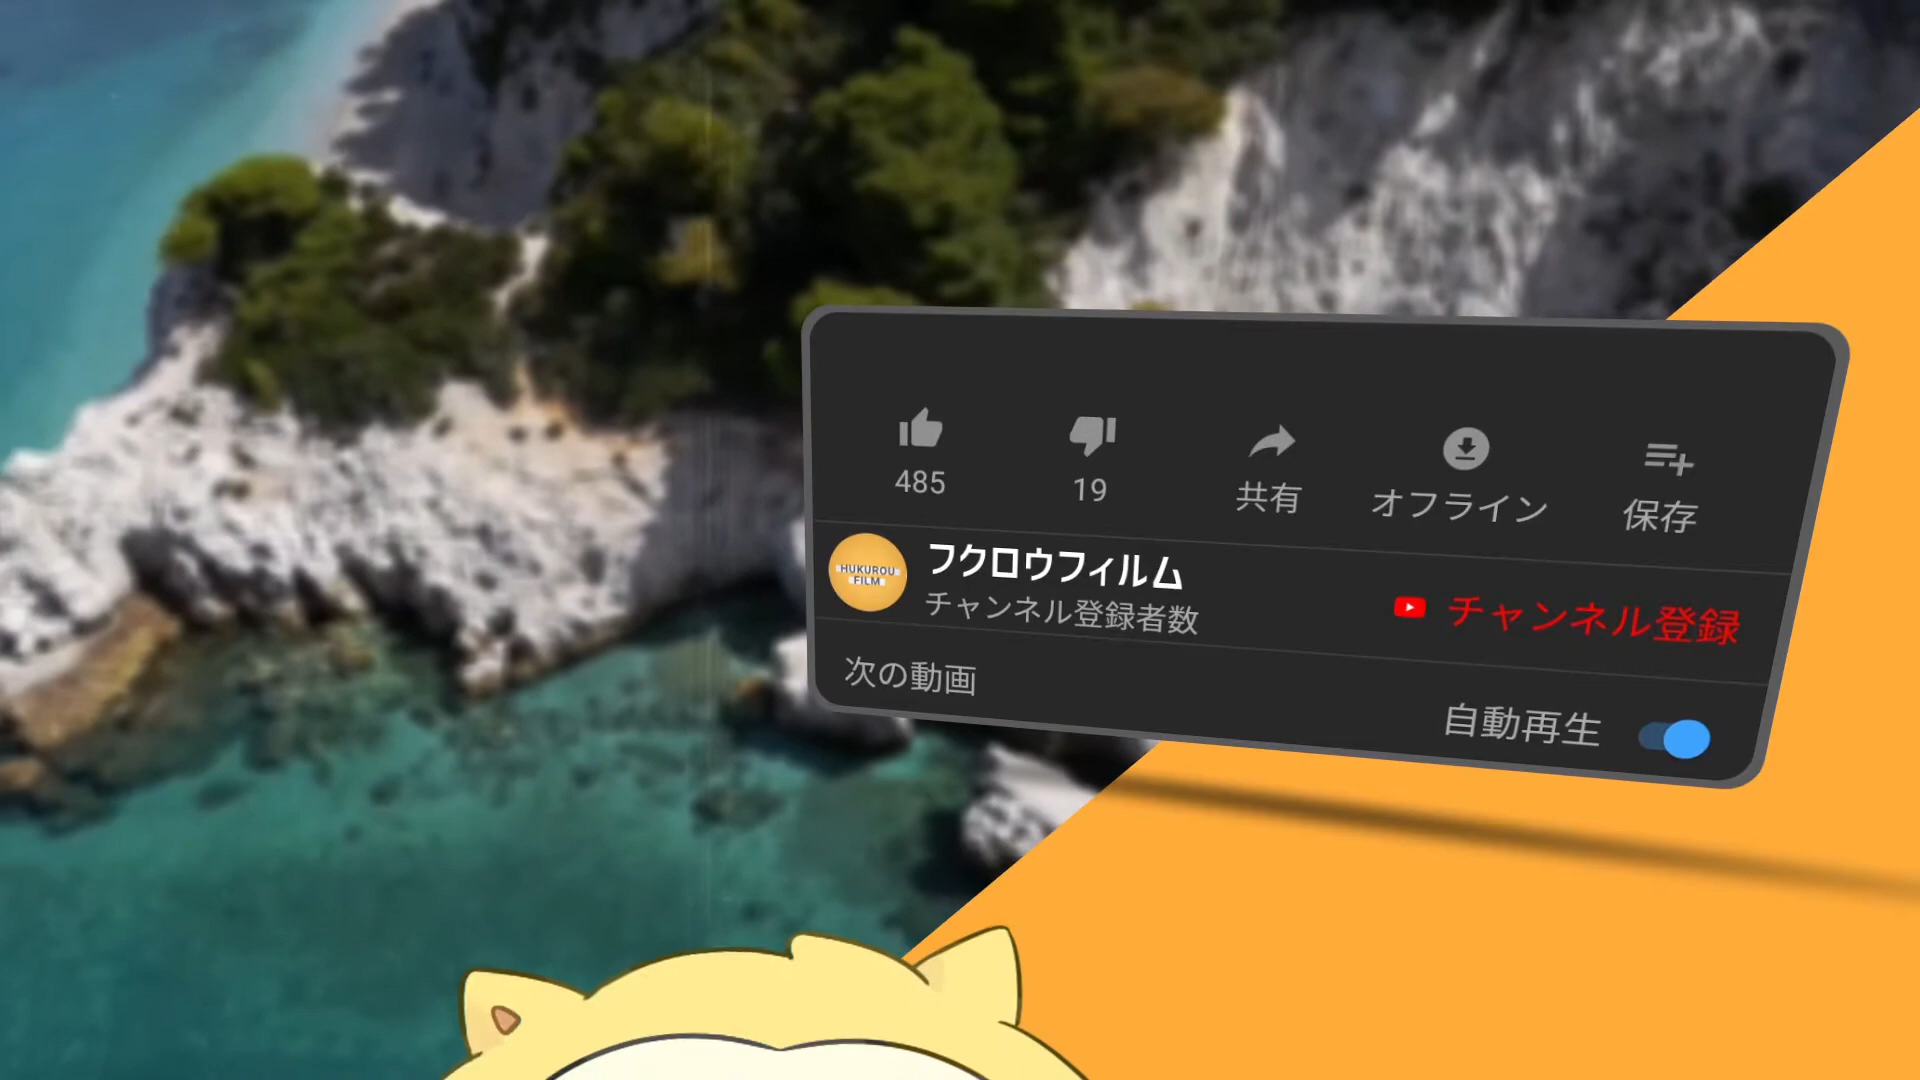 485
19
共有
オフライン
保存
HUKUROU
FILM
フクロウフィルム
チャンネル登録者数
チャンネル登録
次の動画
自動再生